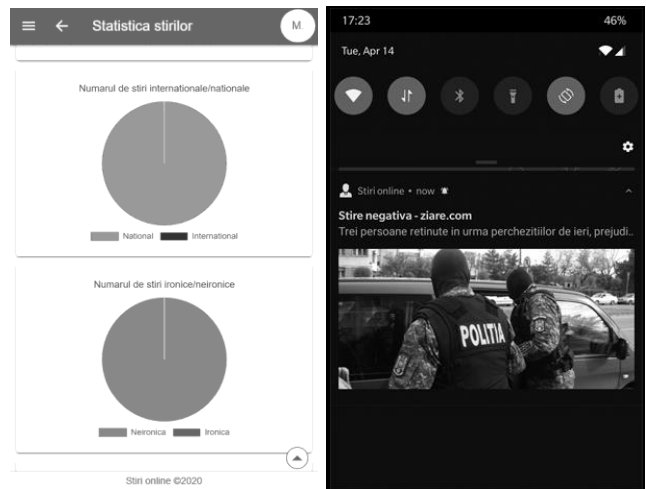 Statistica stirilor
M.
Numarul de stiri internationale/nationale
National
International
Numarul de stiri ironice/neironice
Neironica
Ironica
Stiri online ©2020
17:23
46%
Tue, Apr 14
Stiri online • now
Stire negativa - ziare.com
Trei persoane retinute in urma perchezitiilor de ieri, prejudi..
POLITIA